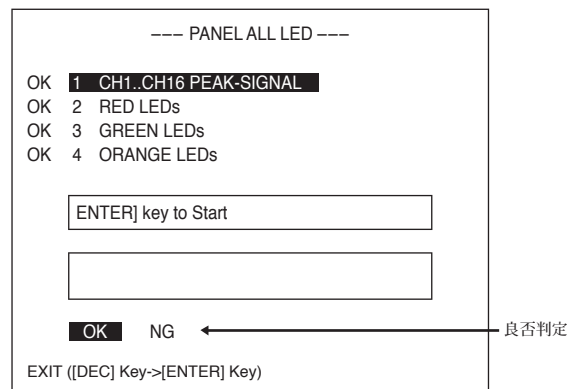 --- PANEL ALL LED ---
OK 1 CH1..CH16 PEAK-SIGNAL
OK 2 RED LEDs
OK 3 GREEN LEDs
OK 4 ORANGE LEDs
ENTER] key to Start
OK NG
良否判定
EXIT ([DEC] Key->[ENTER] Key)